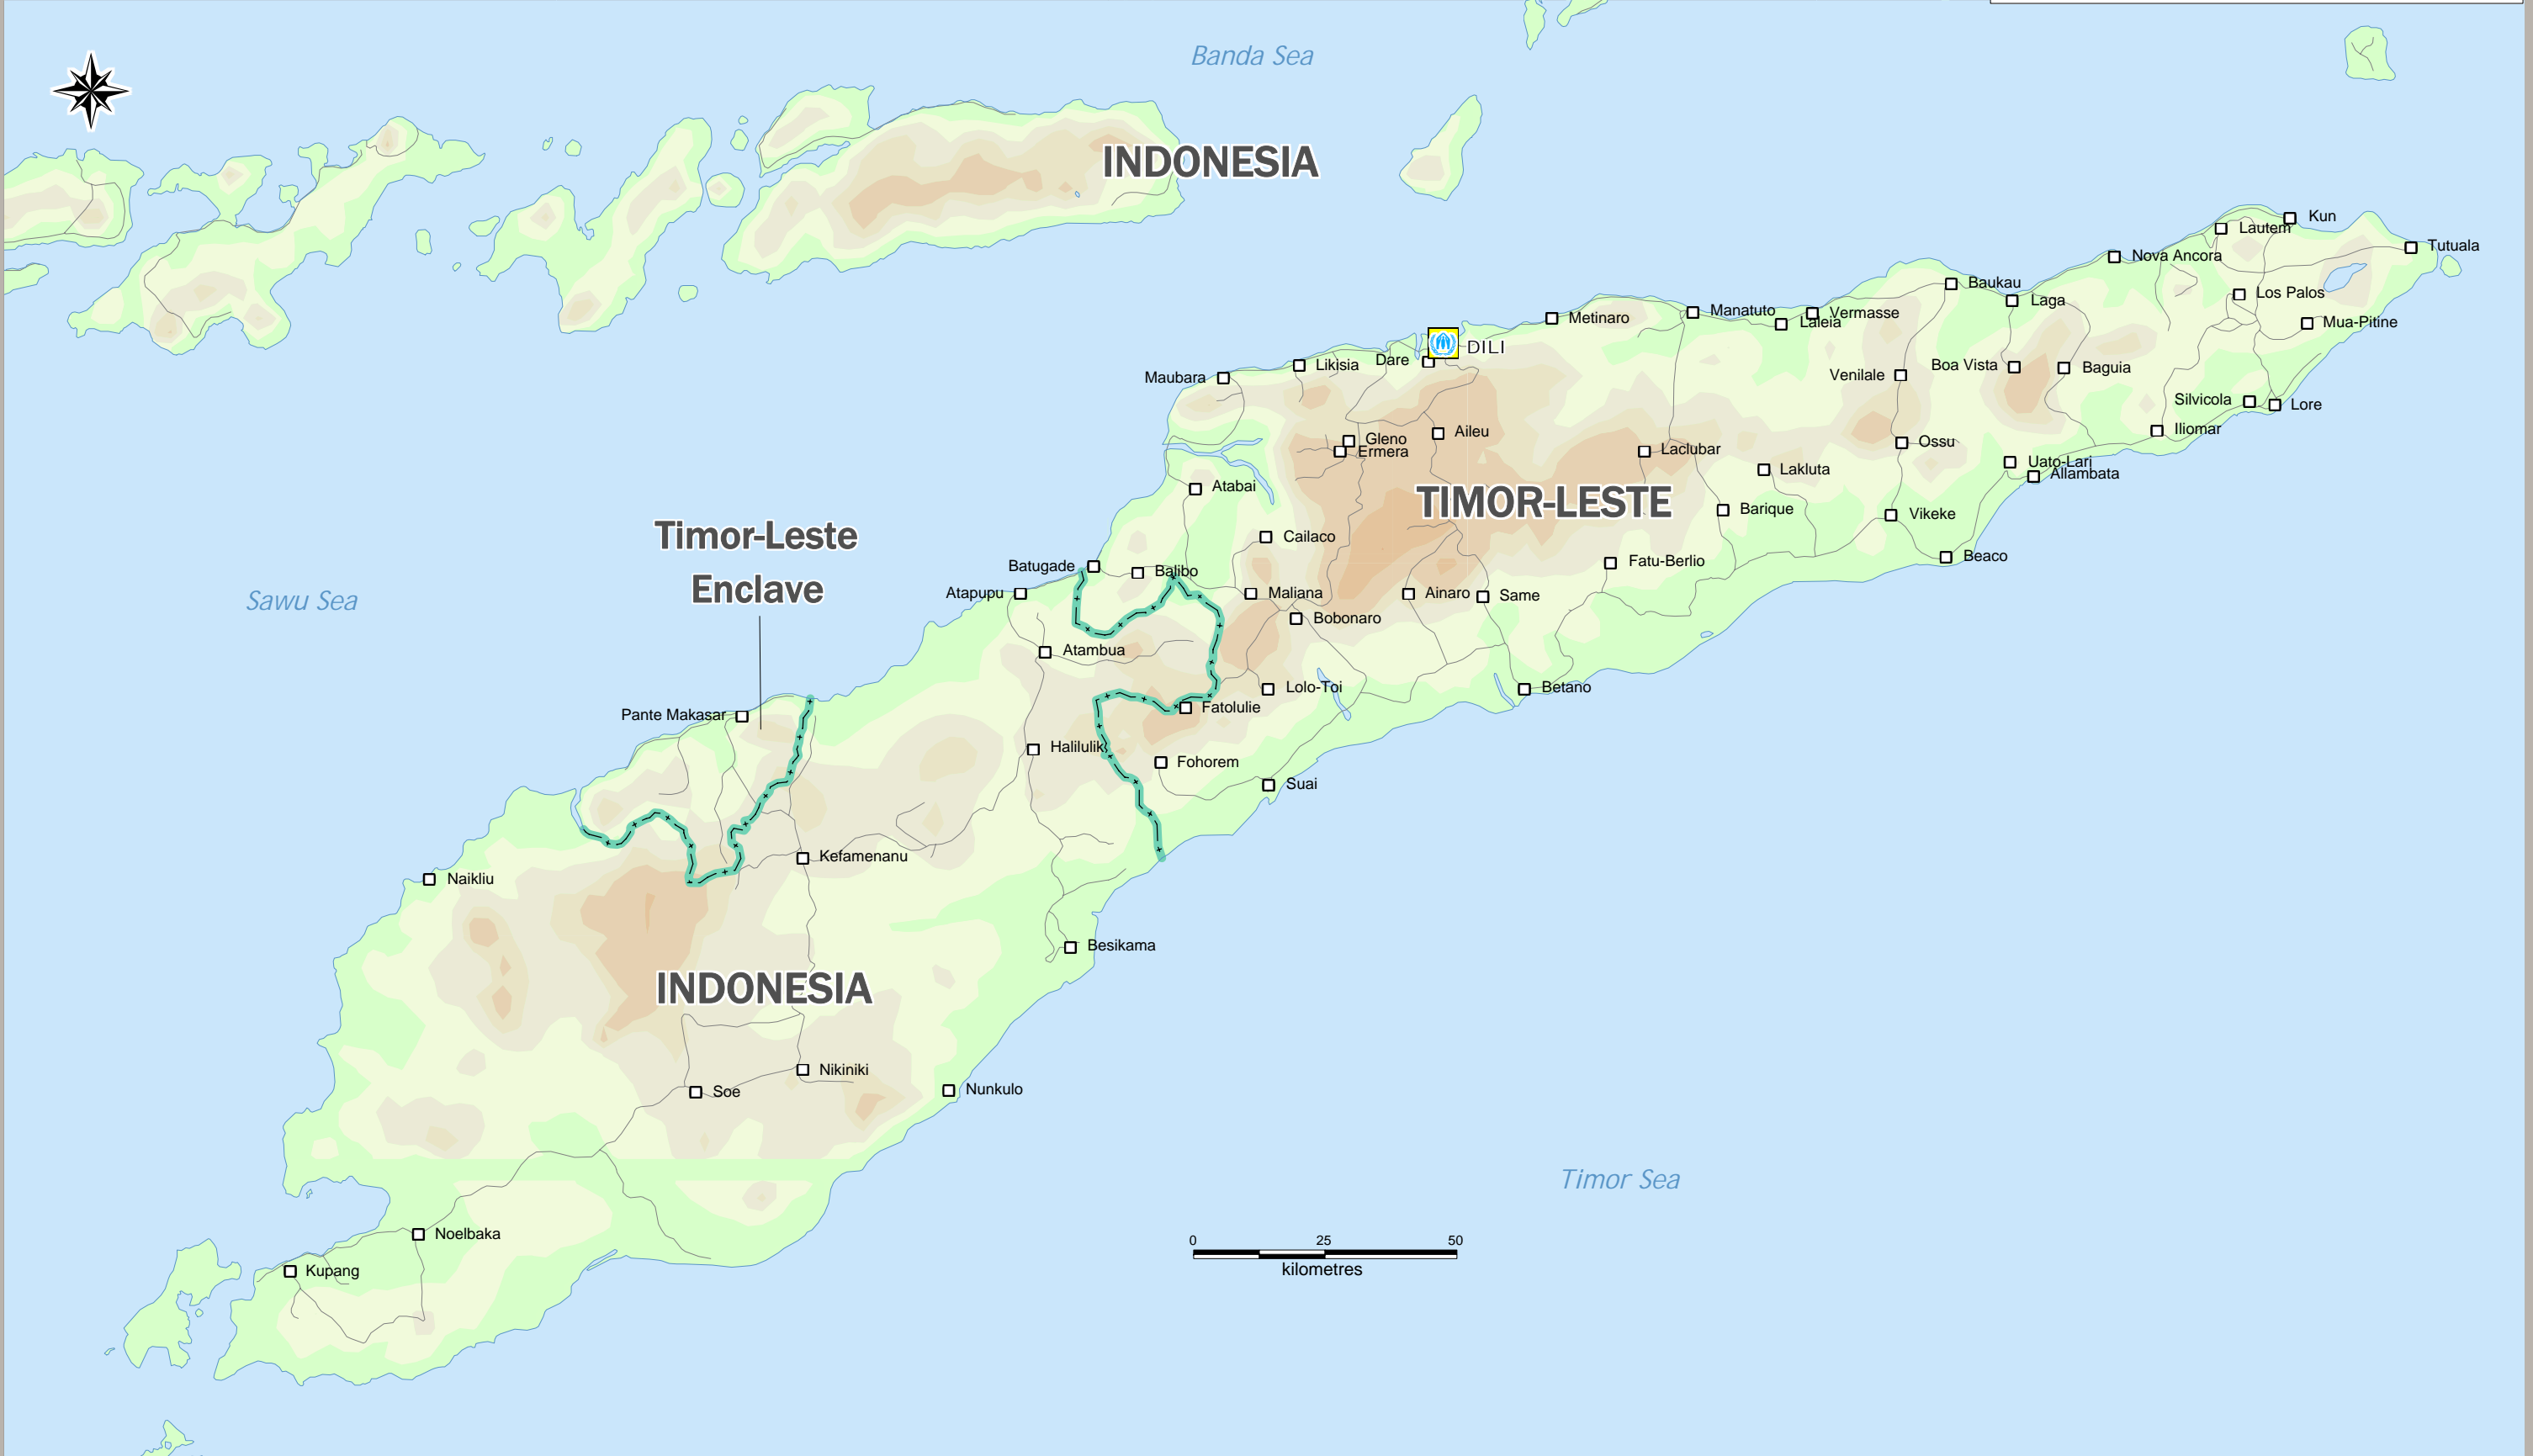 Banda Sea
INDONESIA
Kun
Lautem
Tutuala
Nova Ancora
Baukau
Laga
Los Palos
Metinaro
Manatuto
Vermasse
Laleia
Mua-Pitine
DILI
Dare
Likisia
Maubara
Venilale
Boa Vista
Baguia
Silvicola
Lore
Iliomar
Gleno
Ermera
Aileu
Laclubar
Ossu
Lakluta
Uato-Lari
Allambata
Atabai
TIMOR-LESTE
Barique
Vikeke
Timor-Leste
Enclave
Cailaco
Beaco
Batugade
Balibo
Fatu-Berlio
Sawu Sea
Atapupu
Maliana
Ainaro
Same
Bobonaro
Atambua
Lolo-Toi
Betano
Pante Makasar
Fatolulie
Halilulik
Fohorem
Suai
Kefamenanu
Naikliu
Besikama
INDONESIA
Nikiniki
Soe
Nunkulo
Timor Sea
Noelbaka
Kupang
0 25 50
kilometres